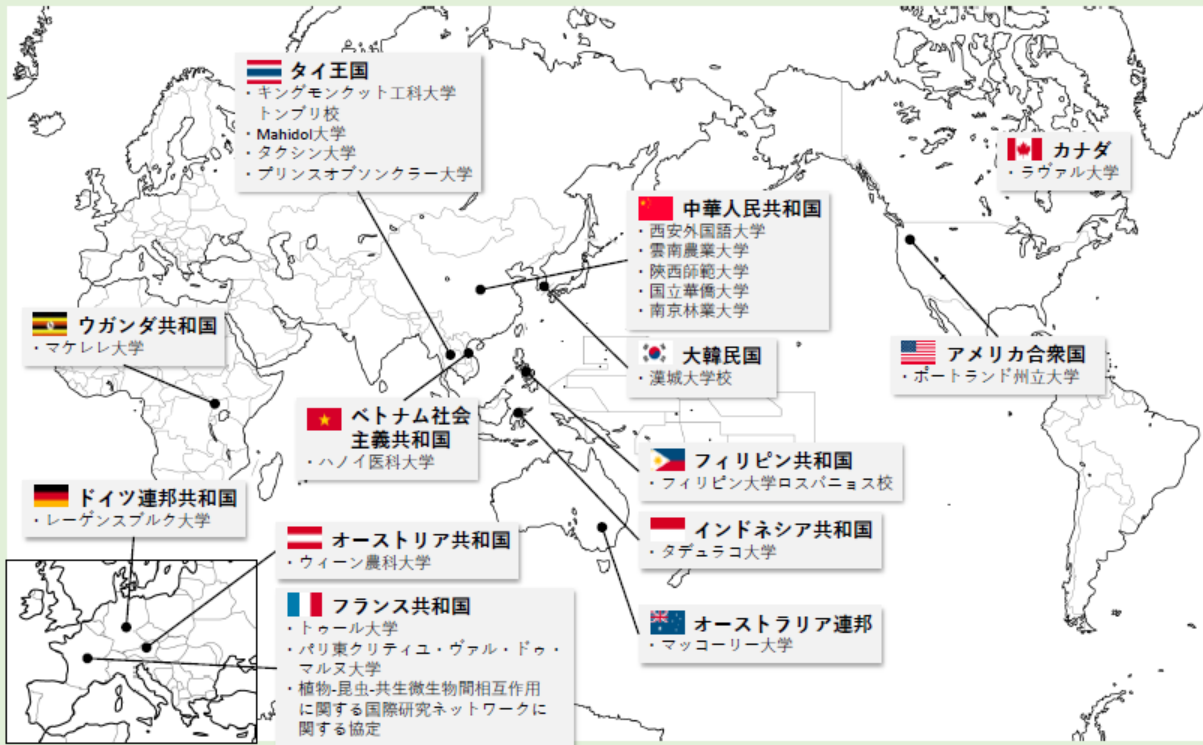 タイ王国
・キングモンクット工科大学
トンブリ校
・Mahidol大学
・タクシン大学
・プリンスオブソンクラー大学
カナダ
・ラヴァル大学
中華人民共和国
・西安外国語大学
・雲南農業大学
・陝西師範大学
・国立華僑大学
・南京林業大学
ウガンダ共和国
・マケレレ大学
大韓民国
・漢城大学校
アメリカ合衆国
・ポートランド州立大学
ベトナム社会
主義共和国
・ハノイ医科大学
フィリピン共和国
・フィリピン大学ロスバニョス校
ドイツ連邦共和国
・レーゲンスブルク大学
インドネシア共和国
・タデュラコ大学
オーストリア共和国
・ウィーン農科大学
フランス共和国
・トゥール大学
・パリ東クリティユ・ヴァル・ドゥ・
マルヌ大学
・植物-昆虫-共生微生物間相互作用
に関する国際研究ネットワークに
関する協定
オーストラリア連邦
・マッコーリー大学